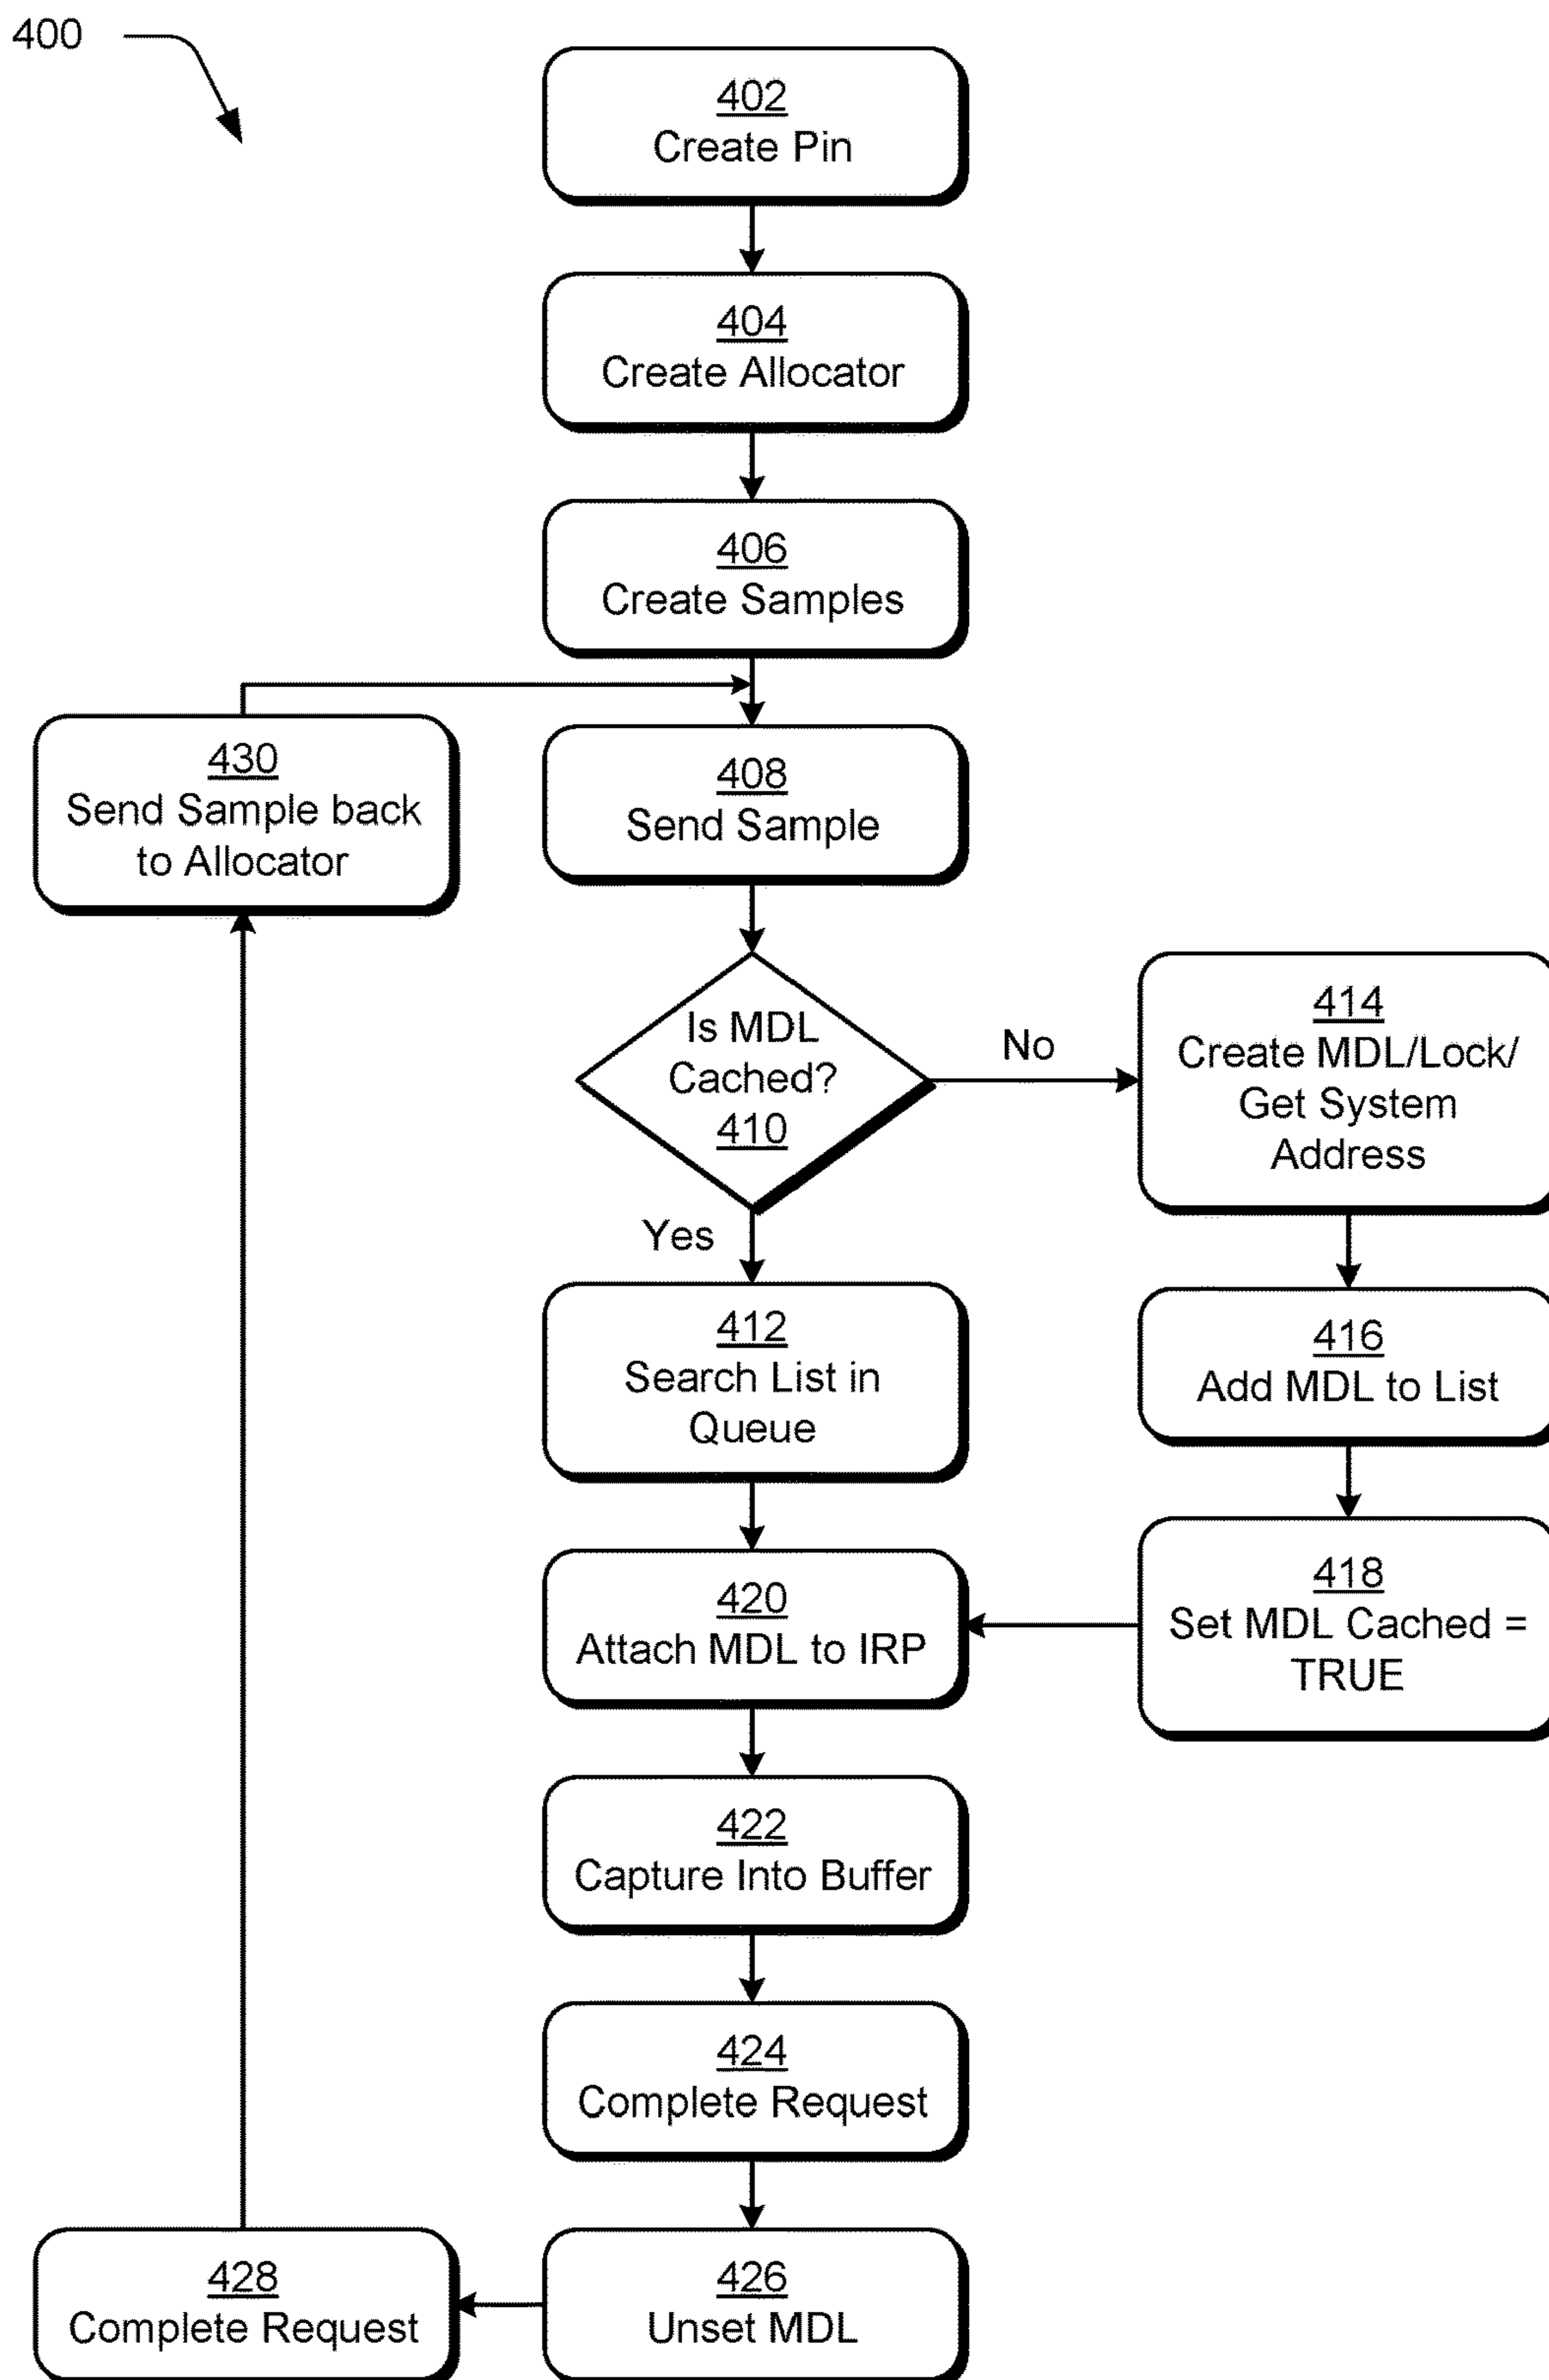 400
402
Create Pin
404
Create Allocator
406
Create Samples
430
Send Sample back
to Allocator
408
Send Sample
Is MDL
Cached?
410
No
414
Create MDL/Lock/
Get System
Address
Yes
412
Search List in
Queue
416
Add MDL to List
420
Attach MDL to IRP
418
Set MDL Cached =
TRUE
422
Capture Into Buffer
424
Complete Request
428
Complete Request
426
Unset MDL